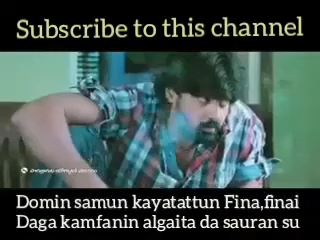 Subscribe to this channel
Domin samun kayatattun Fina,finai
Daga kamfanin algaita da sauran su